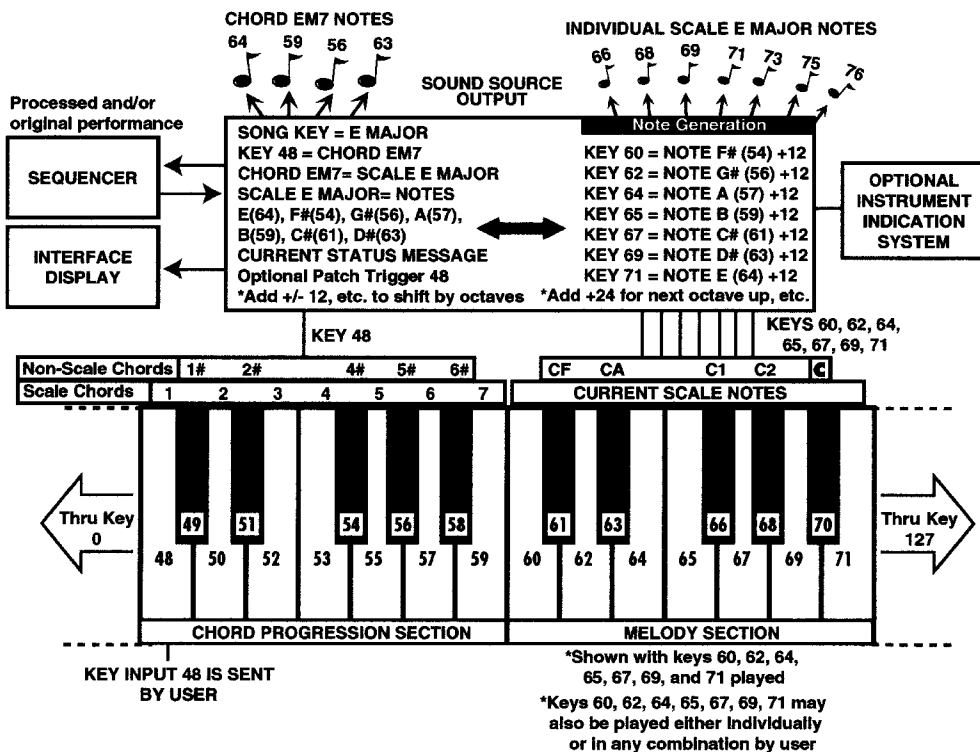 CHORD EM7 NOTES
64 59 56 63
INDIVIDUAL SCALE E MAJOR NOTES
66 68 69 71 73 75 76
SOUND SOURCE
OUTPUT
Processed and/or
original performance
SEQUENCER
INTERFACE
DISPLAY
SONG KEY = E MAJOR
KEY 48 = CHORD EM7
CHORD EM7= SCALE E MAJOR
SCALE E MAJOR= NOTES
E(64), F#(54), G#(56), A(57),
B(59), C#(61), D#(63)
CURRENT STATUS MESSAGE
Optional Patch Trigger 48
*Add +/- 12, etc. to shift by octaves
Note Generation
KEY 60 = NOTE F# (54) +12
KEY 62 = NOTE G# (56) +12
KEY 64 = NOTE A (57) +12
KEY 65 = NOTE B (59) +12
KEY 67 = NOTE C# (61) +12
KEY 69 = NOTE D# (63) +12
KEY 71 = NOTE E (64) +12
*Add +24 for next octave up, etc.
OPTIONAL
INSTRUMENT
INDICATION
SYSTEM
KEY 48
KEYS 60, 62, 64,
65, 67, 69, 71
Non-Scale Chords 1# 2# 4# 5# 6#
Scale Chords 1 2 3 4 5 6 7
CF CA C1 C2 C
CURRENT SCALE NOTES
Thru Key
0
49 51 54 56 58
48 50 52 53 55 57 59
61 63 66 68 70
60 62 64 65 67 69 71
Thru Key
127
CHORD PROGRESSION SECTION
MELODY SECTION
KEY INPUT 48 IS SENT
BY USER
*Shown with keys 60, 62, 64,
65, 67, 69, and 71 played
*Keys 60, 62, 64, 65, 67, 69, 71 may
also be played either individually
or in any combination by user